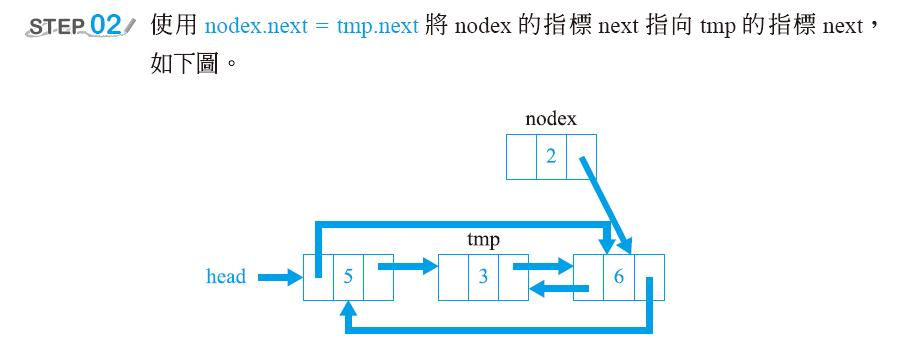 STEP 02 使用 nodex.next = tmp.next 將 nodex 的指標 next 指向 tmp 的指標 next，
如下圖。
nodex
2
tmp
head
5
3
6